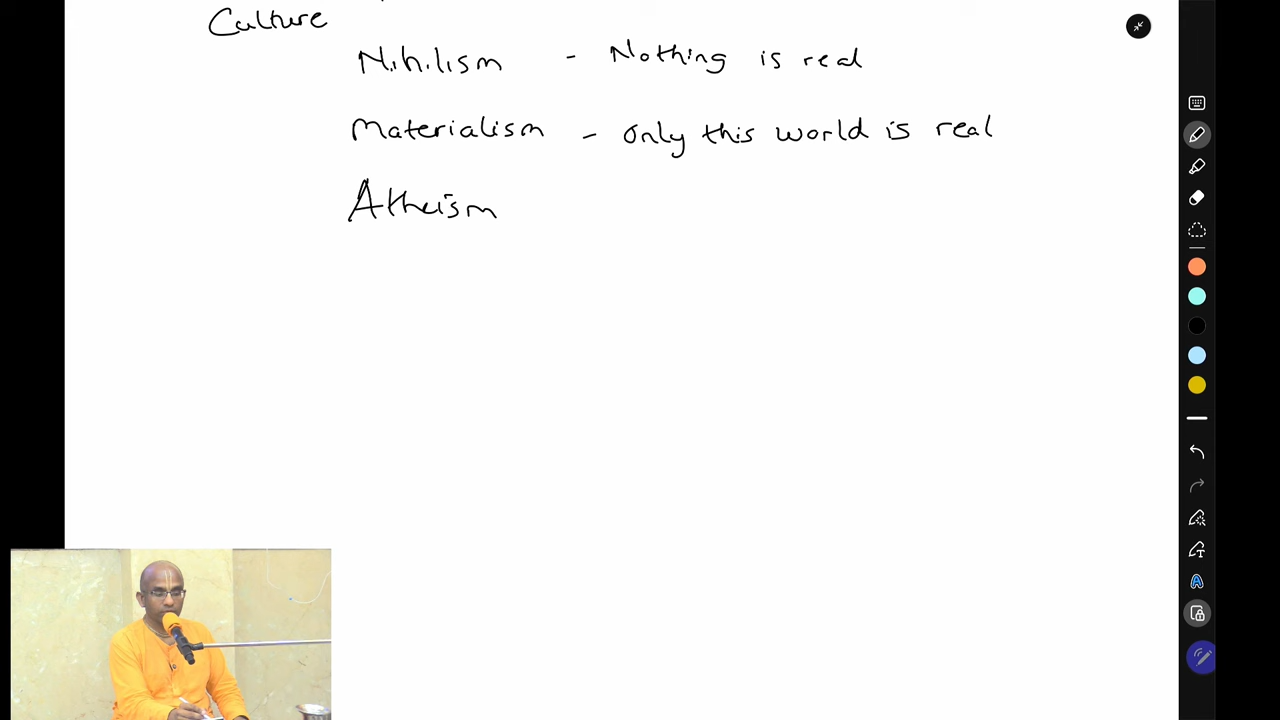 Culture
Nihilism - Nothing is real
Materialism - only this world is real
Atheism